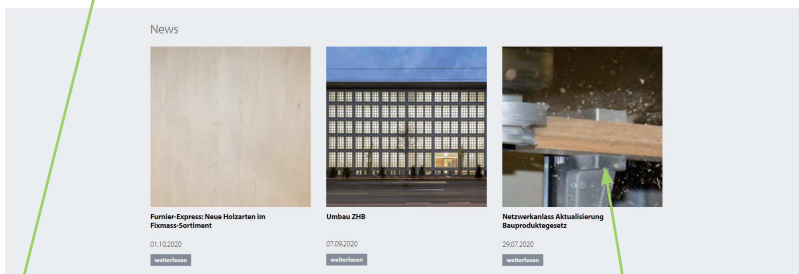 News
Furnier-Express: Neue Holzarten im
Fixmass-Sortiment
01.10.2020
weiterlesen
Umbau ZHB
07.09.2020
weiterlesen
Netzwerkanlass Aktualisierung
Bauproduktegesetz
29.07.2020
weiterlesen